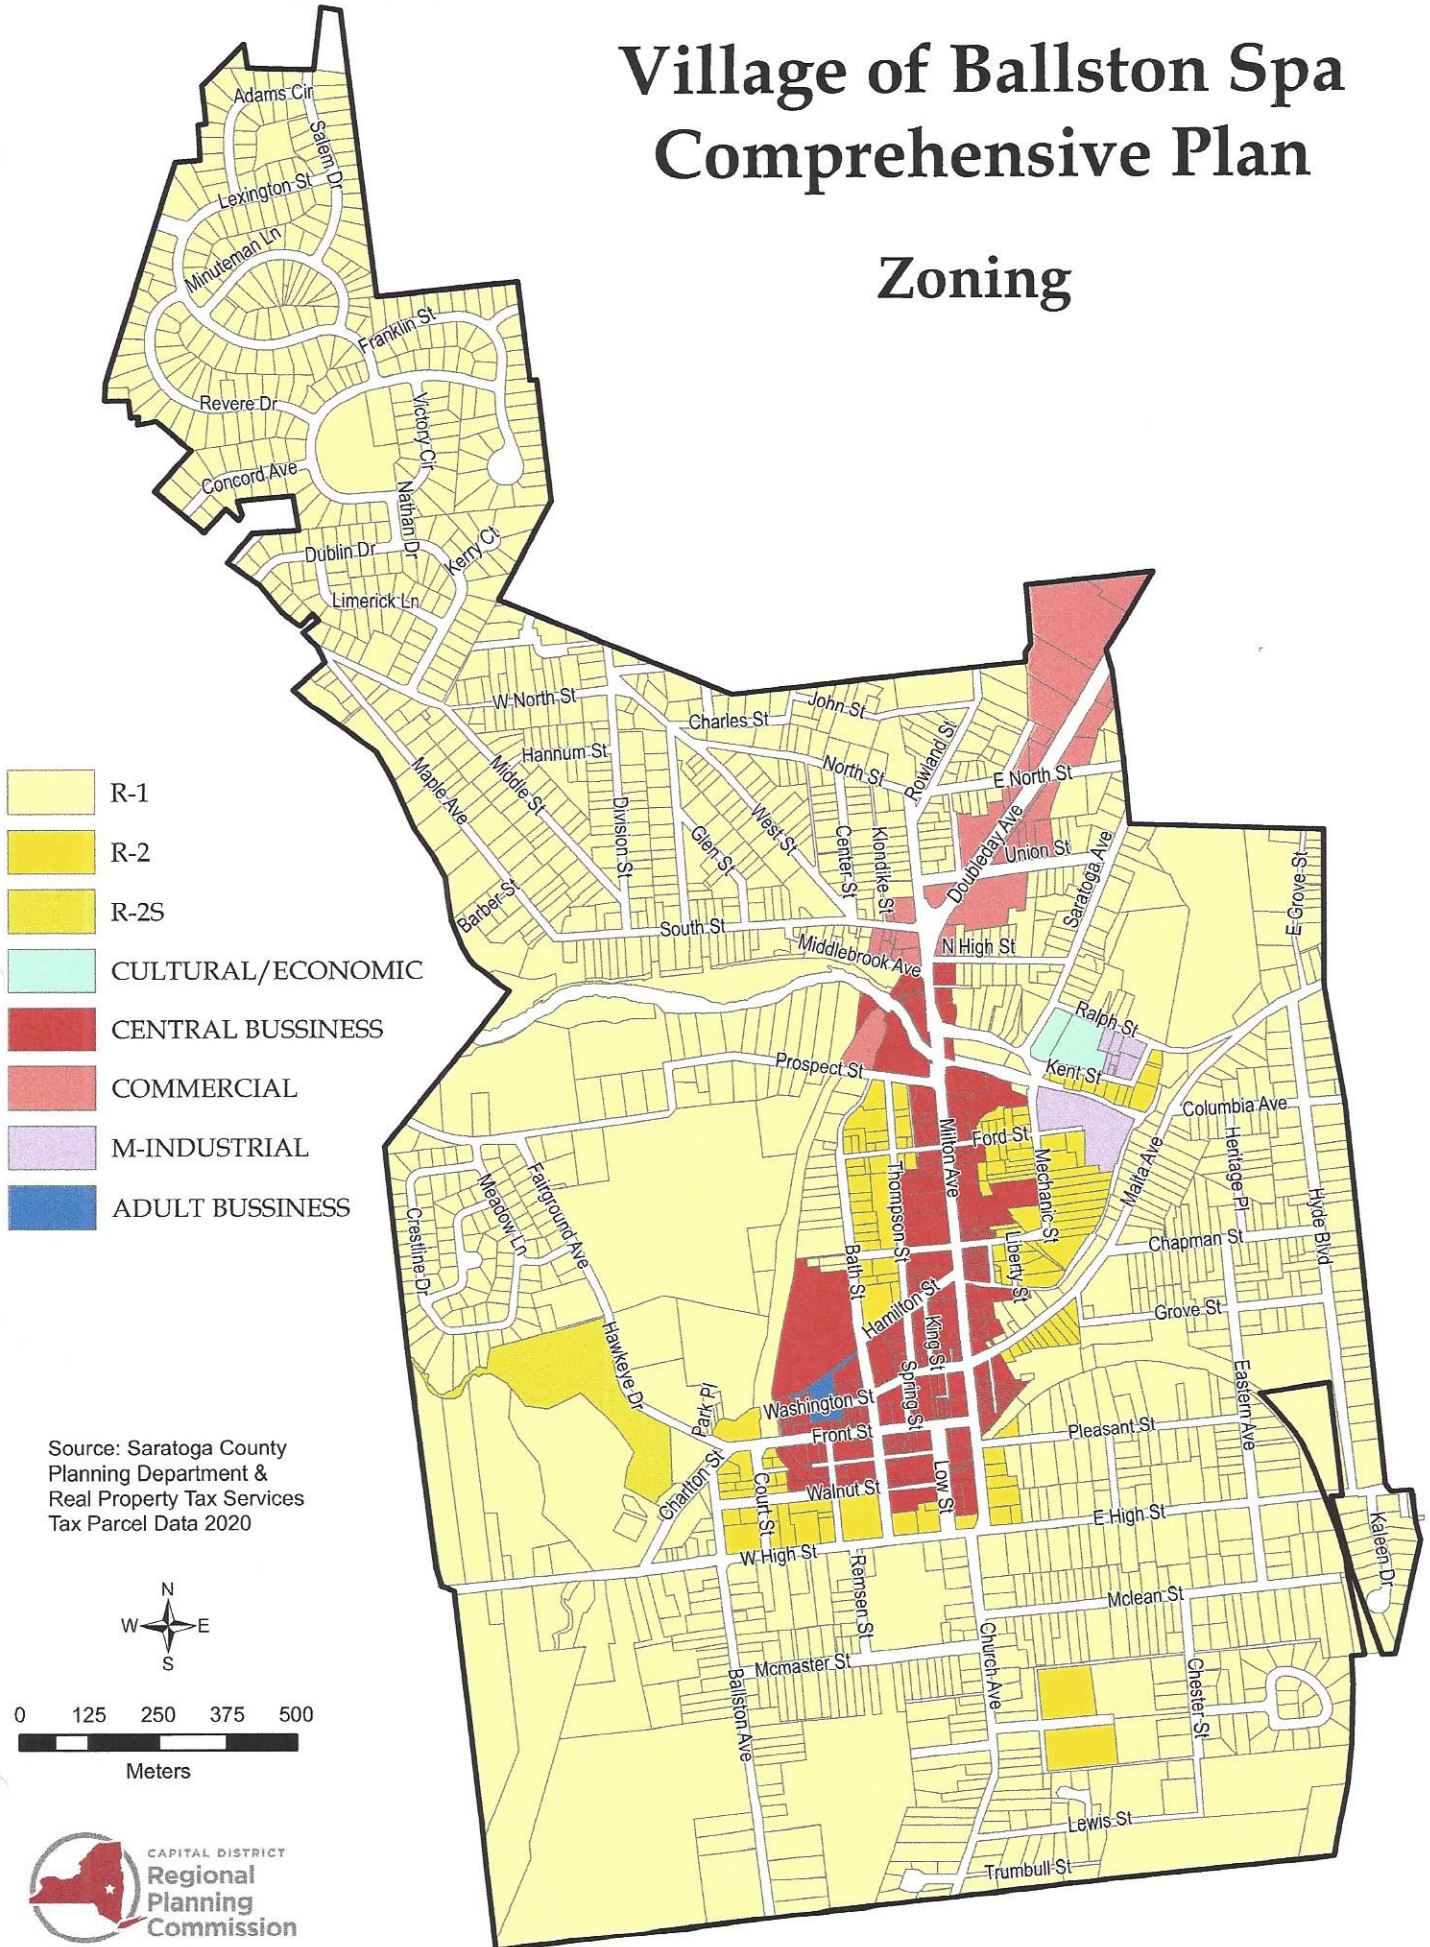 Village of Ballston Spa
Comprehensive Plan
Zoning
Adams Cir
Salem Dr
Lexington St
Minuteman Ln
Franklin St
Revere Dr
Victory Cir
Concord Ave
Nathan Dr
Dublin Dr
Kerry Ct
Limerick Ln
W North St
Charles St
John St
Rowland St
Hannum St
North St
E North St
Maple Ave
Middle St
Division St
West St
Glen St
Center St
Klondike St
Doubleday Ave
Union St
Saratoga Ave
E Grove St
Barber St
South St
Middlebrook Ave
N High St
Ralph St
Prospect St
Kent St
Columbia Ave
Milton Ave
Ford St
Mechanic St
Malta Ave
Heritage Pl
Hyde Blvd
Crestline Dr
Meadow Ln
Fairground Ave
Thompson St
Bath St
Liberty St
Chapman St
Hamilton St
Grove St
Hawkeye Dr
King St
Spring St
Park Pl
Washington St
Front St
Eastern Ave
Pleasant St
Charlton St
Court St
Walnut St
Low St
E High St
Kaleen Dr
W High St
Remsen St
Mclean St
Mcmaster St
Church Ave
Chester St
Ballston Ave
Lewis St
Trumbull St
R-1
R-2
R-2S
CULTURAL/ECONOMIC
CENTRAL BUSSINESS
COMMERCIAL
M-INDUSTRIAL
ADULT BUSSINESS
Source: Saratoga County
Planning Department &
Real Property Tax Services
Tax Parcel Data 2020
N
W E
S
0 125 250 375 500
Meters
CAPITAL DISTRICT
Regional
Planning
Commission